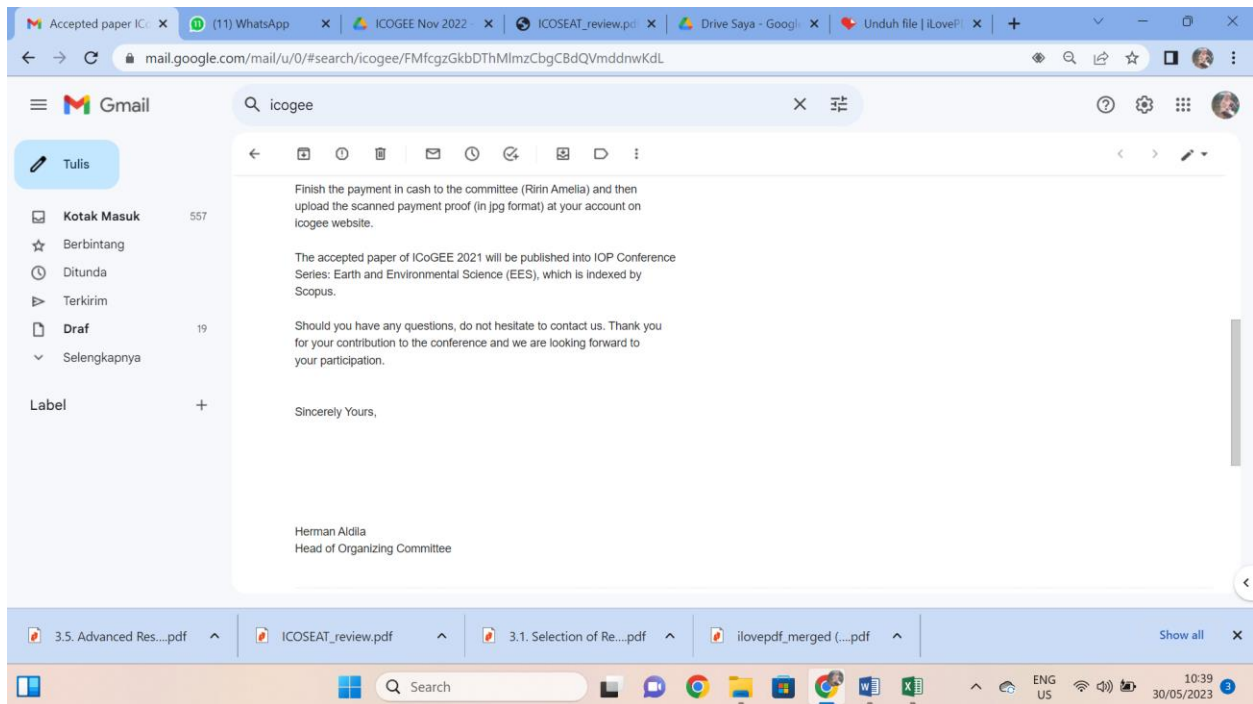 Accepted paper IC
(11) WhatsApp
ICOGEE Nov 2022 -
ICOSEAT_review.pd
Drive Saya - Googl
Unduh file | iLoveP
mail.google.com/mail/u/0/#search/icogee/FMfcgzGkbDThMlmzCbgCBdQVmddnwKdL
Gmail
icogee
Tulis
Kotak Masuk 557
Berbintang
Ditunda
Terkirim
Draf 19
Selengkapnya
Label
Finish the payment in cash to the committee (Ririn Amelia) and then
upload the scanned payment proof (in jpg format) at your account on
icogee website.
The accepted paper of ICoGEE 2021 will be published into IOP Conference
Series: Earth and Environmental Science (EES), which is indexed by
Scopus.
Should you have any questions, do not hesitate to contact us. Thank you
for your contribution to the conference and we are looking forward to
your participation.
Sincerely Yours,
Herman Aldila
Head of Organizing Committee
3.5. Advanced Res....pdf
ICOSEAT_review.pdf
3.1. Selection of Re....pdf
ilovepdf_merged (....pdf
Show all
Search
ENG
US
10:39
30/05/2023
3